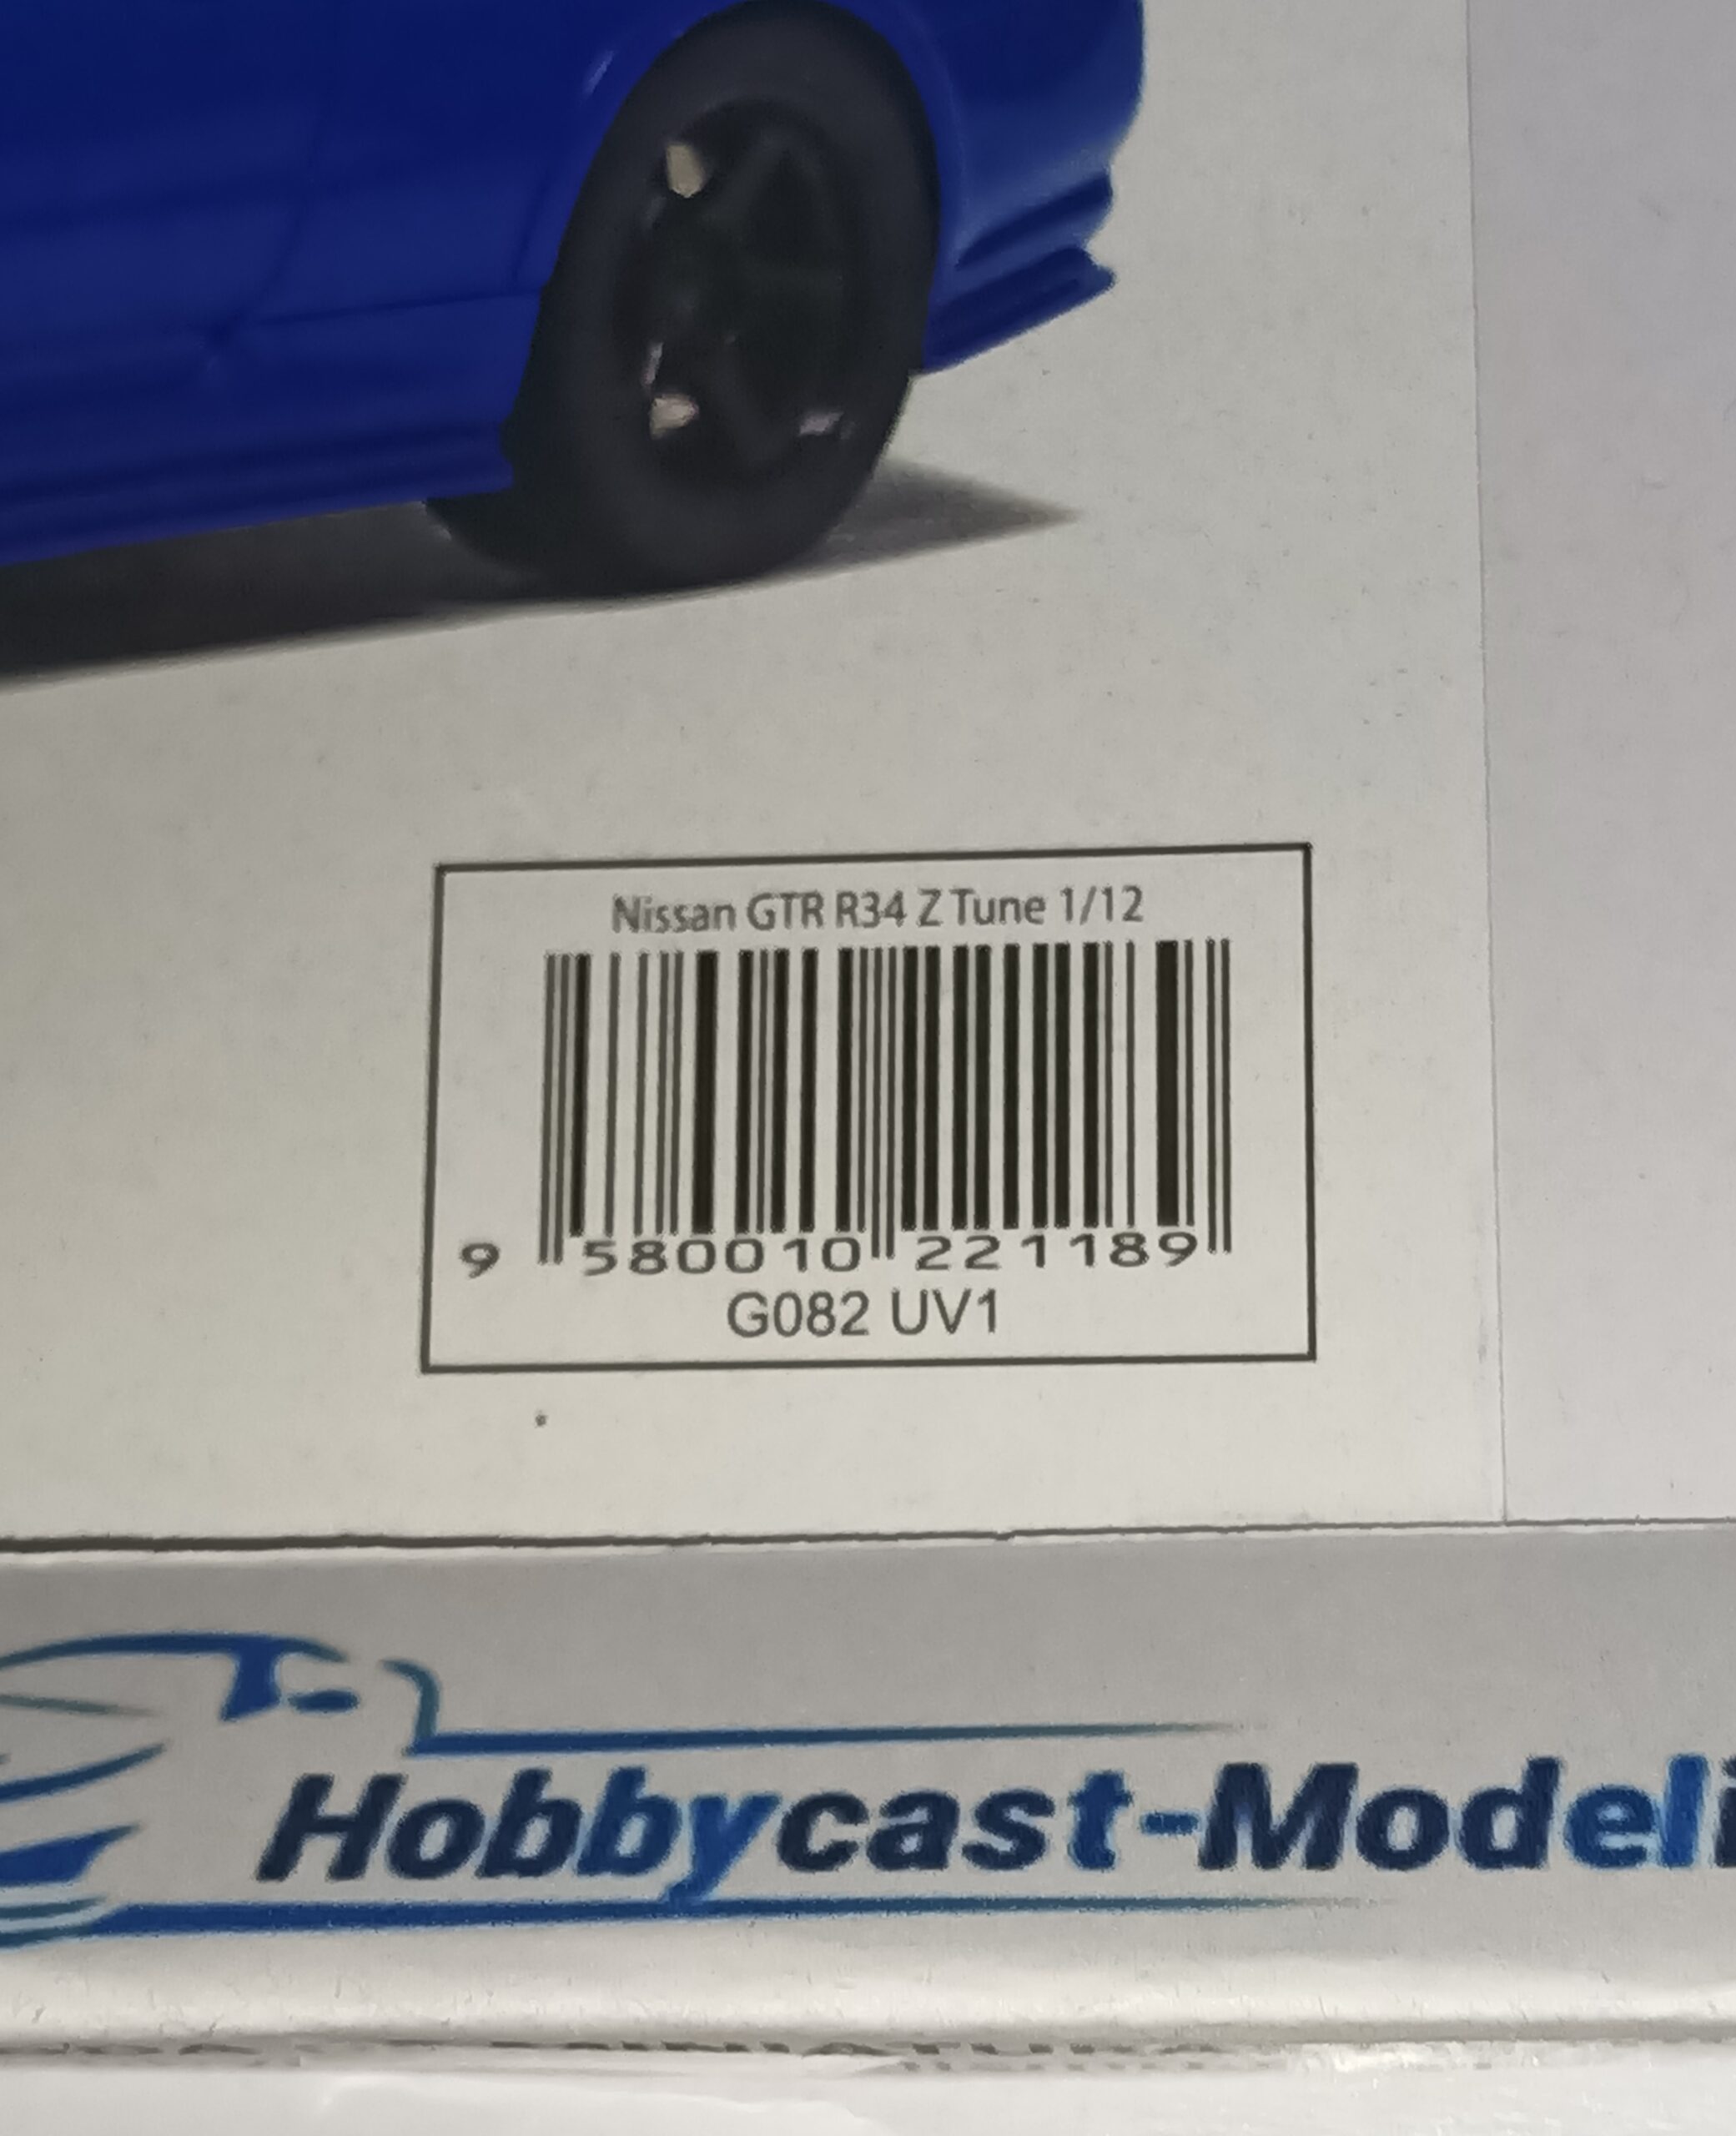 Nissan GTR R34 Z Tune 1/12
9 580010 221189
G082 UV1
Hobbycast-Modeli